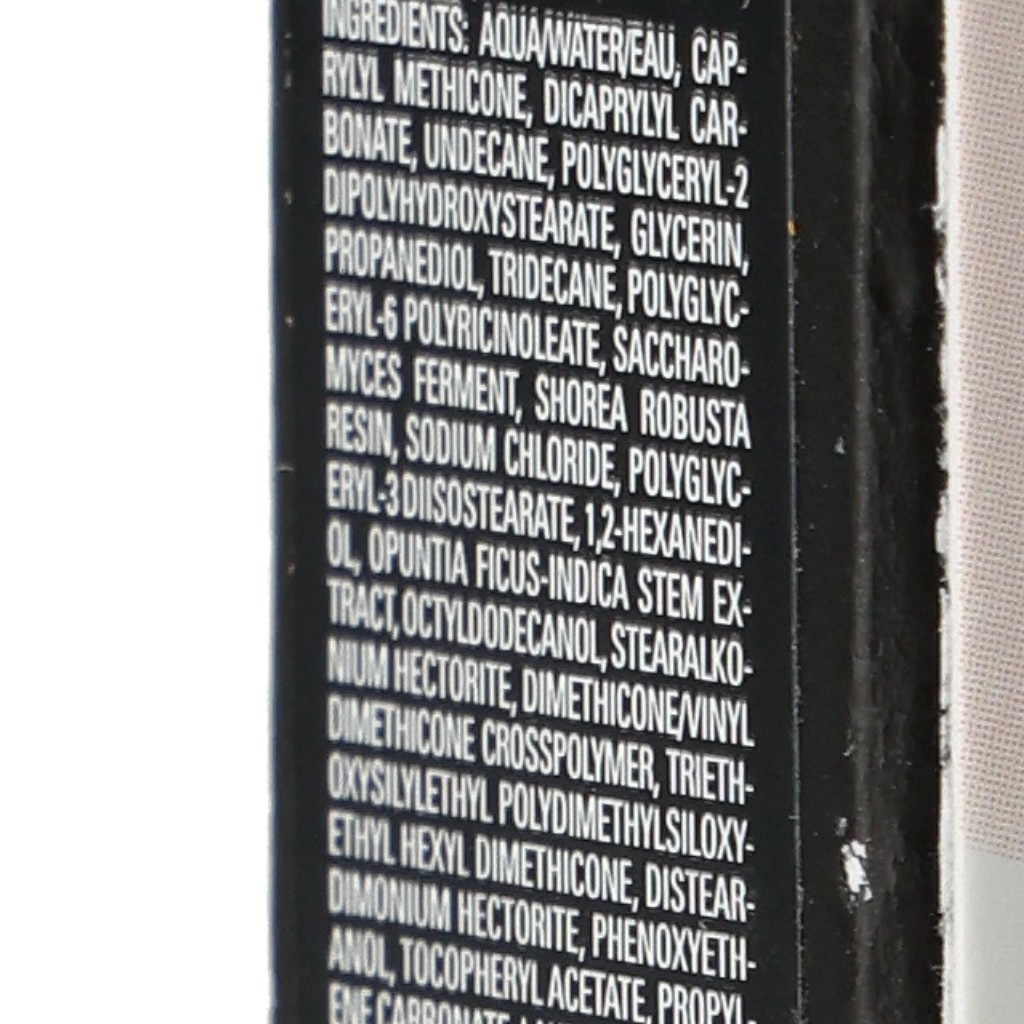 INGREDIENTS: AQUA/WATER/EAU, CAP-
RYLYL METHICONE, DICAPRYLYL CAR-
BONATE, UNDECANE, POLYGLYCERYL-2
DIPOLYHYDROXYSTEARATE, GLYCERIN,
PROPANEDIOL, TRIDECANE, POLYGLYC-
ERYL-6 POLYRICINOLEATE, SACCHARO-
MYCES FERMENT, SHOREA ROBUSTA
RESIN, SODIUM CHLORIDE, POLYGLYC-
ERYL-3 DIISOSTEARATE, 1,2-HEXANEDI-
OL, OPUNTIA FICUS-INDICA STEM EX-
TRACT, OCTYLDODECANOL, STEARALKO-
NIUM HECTORITE, DIMETHICONE/VINYL
DIMETHICONE CROSSPOLYMER, TRIETH-
OXYSILYLETHYL POLYDIMETHYLSILOXY-
ETHYL HEXYL DIMETHICONE, DISTEAR-
DIMONIUM HECTORITE, PHENOXYETH-
ANOL, TOCOPHERYL ACETATE, PROPYL-
ENE CARBONATE,